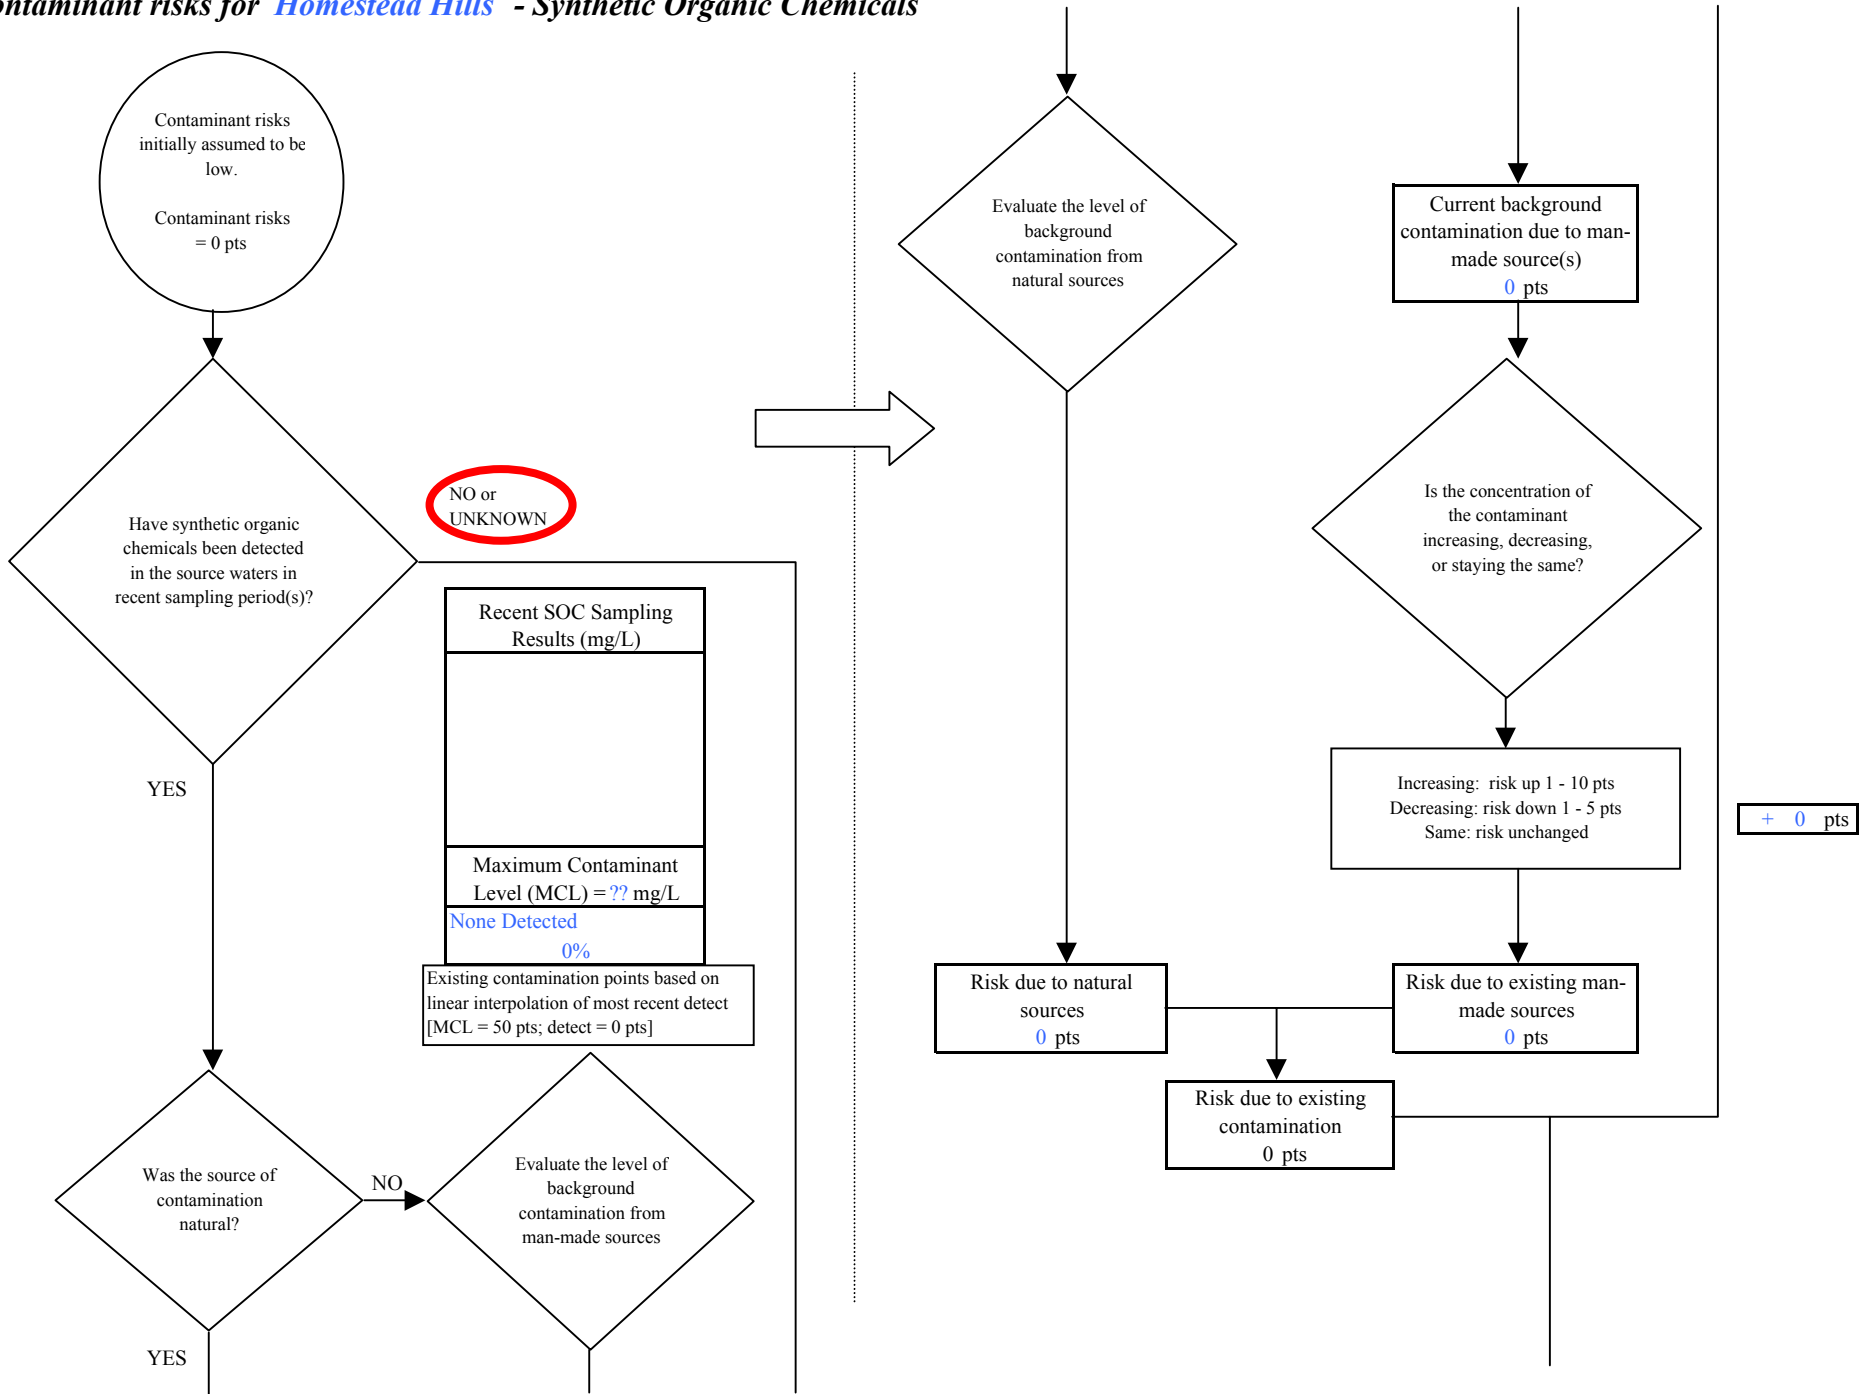 ontaminant risks for Homestead Hills - Synthetic Organic Chemicals
Contaminant risks
initially assumed to be
low.
Contaminant risks
= 0 pts
Have synthetic organic
chemicals been detected
in the source waters in
recent sampling period(s)?
NO or
UNKNOWN
Recent SOC Sampling
Results (mg/L)
Maximum Contaminant
Level (MCL) = ?? mg/L
None Detected
0%
Existing contamination points based on
linear interpolation of most recent detect
[MCL = 50 pts; detect = 0 pts]
YES
Was the source of
contamination
natural?
NO
Evaluate the level of
background
contamination from
man-made sources
YES
Evaluate the level of
background
contamination from
natural sources
Current background
contamination due to man-
made source(s)
0 pts
Is the concentration of
the contaminant
increasing, decreasing,
or staying the same?
Increasing: risk up 1 - 10 pts
Decreasing: risk down 1 - 5 pts
Same: risk unchanged
+ 0 pts
Risk due to natural
sources
0 pts
Risk due to existing man-
made sources
0 pts
Risk due to existing
contamination
0 pts